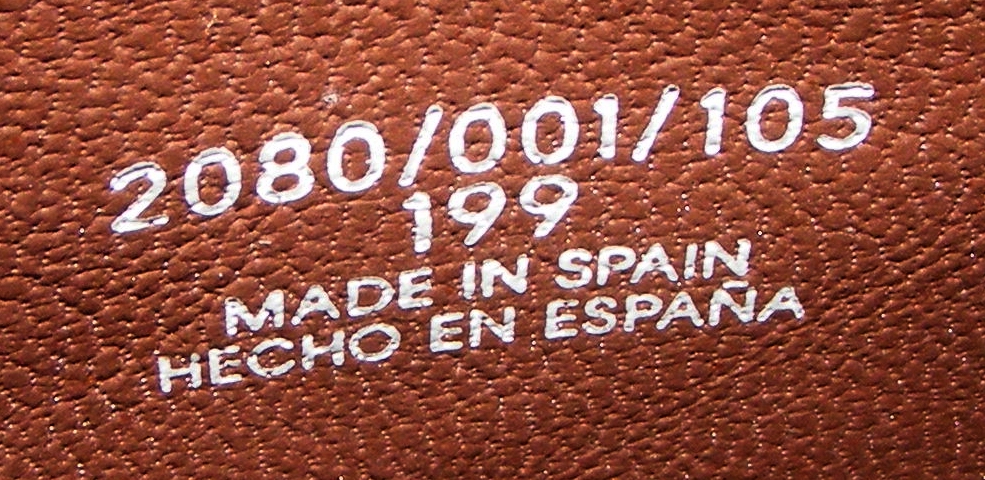 2080/001/105
199
MADE IN SPAIN
HECHO EN ESPAÑA